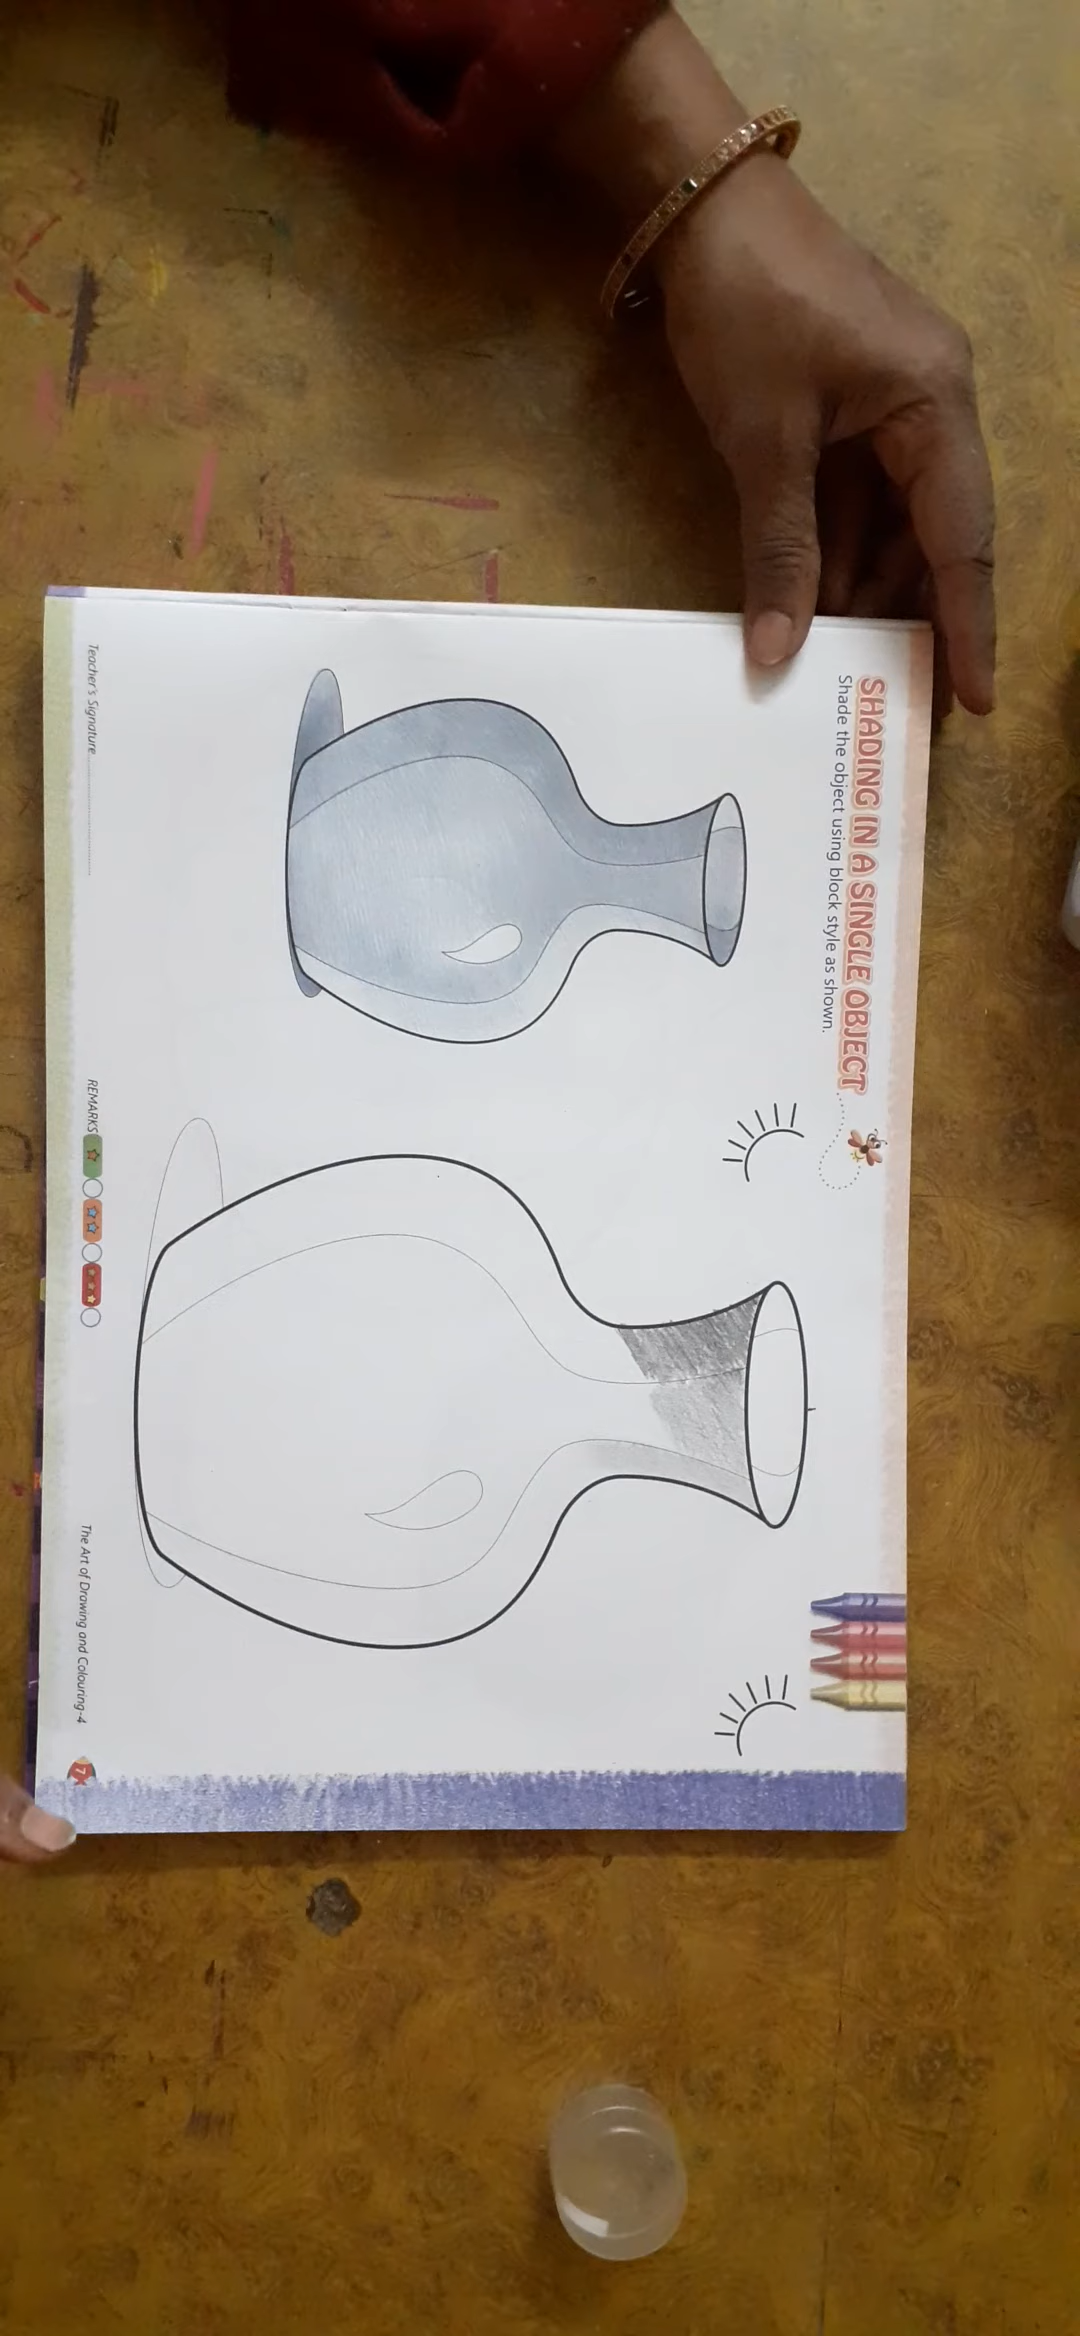 SHADING IN A SINGLE OBJECT
Shade the object using block style as shown.
Teacher's Signature
REMARKS
The Art of Drawing and Colouring-4
7